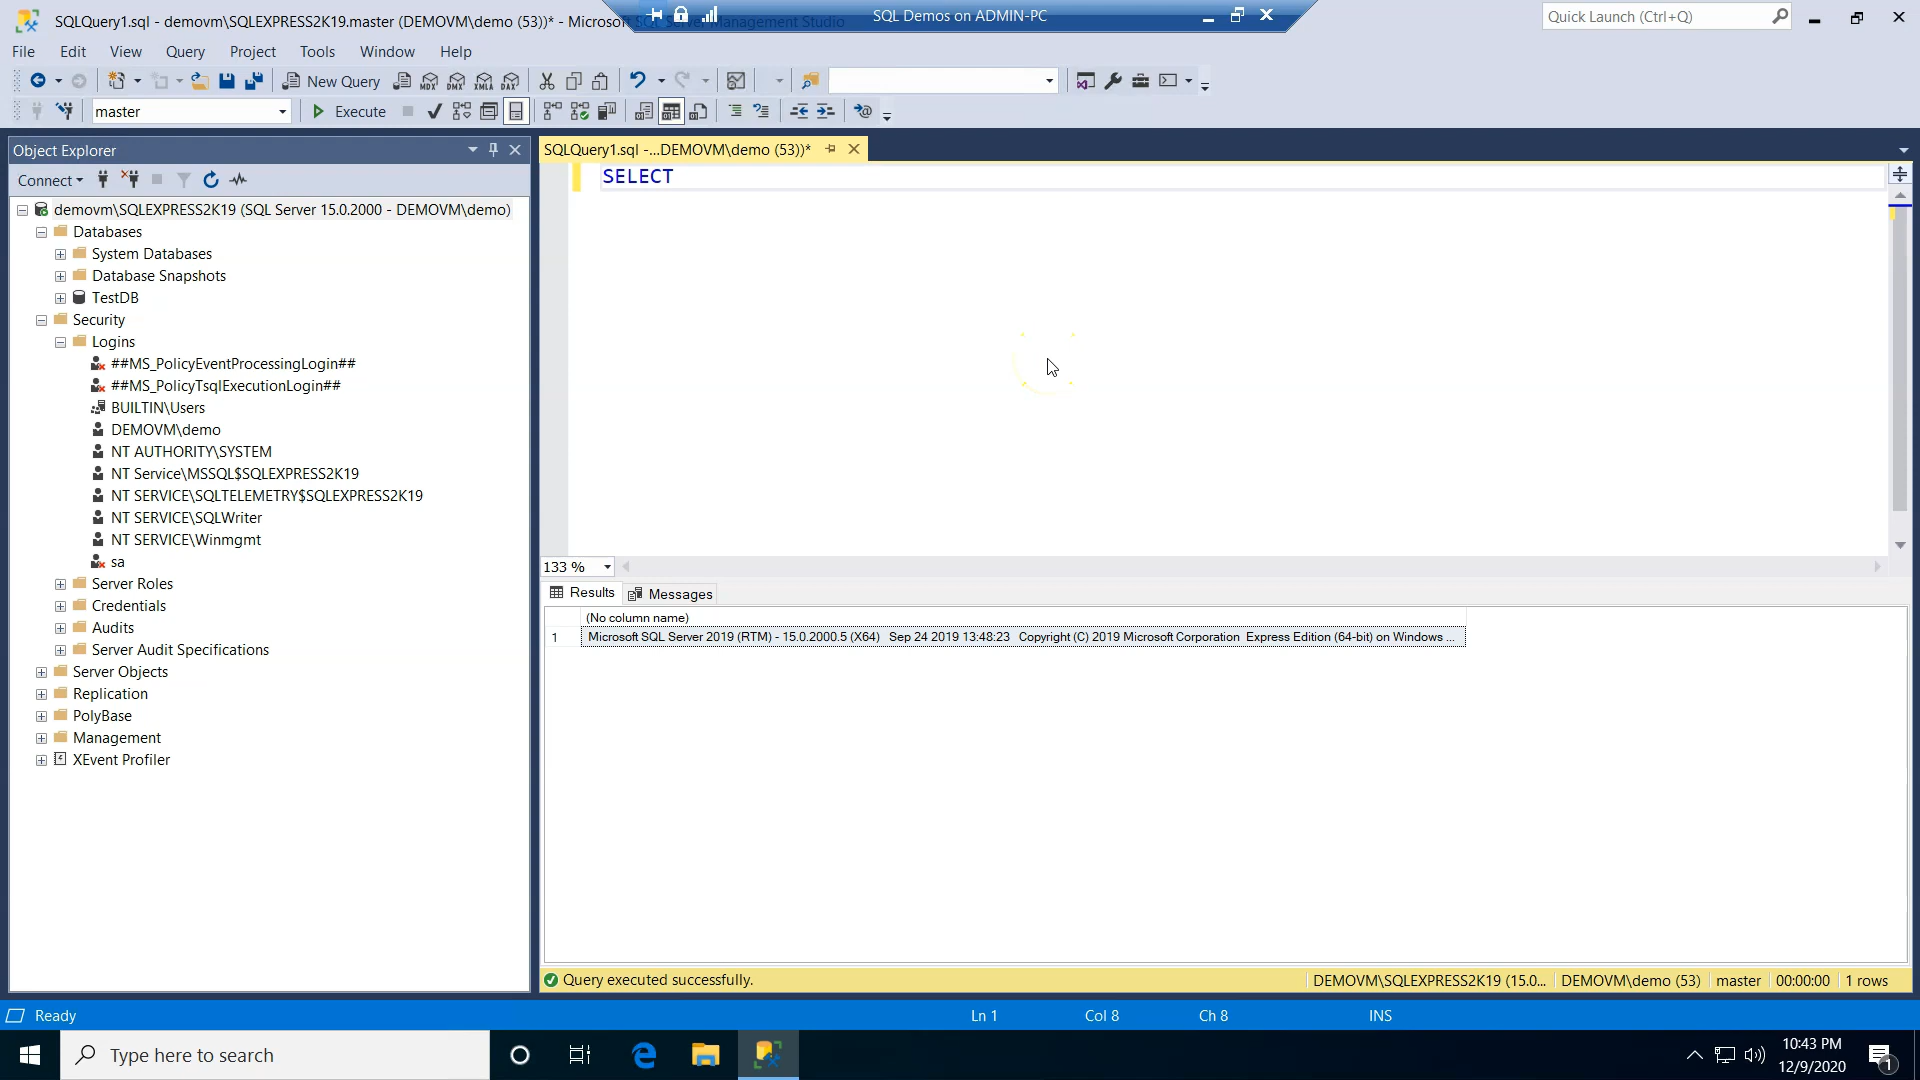 SQLQuery1.sql - demovm\SQLEXPRESS2K19.master (DEMOVM\demo (53))* - Microsoft SQL Server Management Studio
SQL Demos on ADMIN-PC
Quick Launch (Ctrl+Q)
File Edit View Query Project Tools Window Help
New Query
MDX DMX XMLA DAX
master
Execute
Object Explorer
SQLQuery1.sql -...DEMOVM\demo (53))*
Connect
SELECT
demovm\SQLEXPRESS2K19 (SQL Server 15.0.2000 - DEMOVM\demo)
Databases
System Databases
Database Snapshots
TestDB
Security
Logins
##MS_PolicyEventProcessingLogin##
##MS_PolicyTsqlExecutionLogin##
BUILTIN\Users
DEMOVM\demo
NT AUTHORITY\SYSTEM
NT Service\MSSQL$SQLEXPRESS2K19
NT SERVICE\SQLTELEMETRY$SQLEXPRESS2K19
NT SERVICE\SQLWriter
NT SERVICE\Winmgmt
sa
Server Roles
Credentials
Audits
Server Audit Specifications
Server Objects
Replication
PolyBase
Management
XEvent Profiler
133 %
Results Messages
(No column name)
1 Microsoft SQL Server 2019 (RTM) - 15.0.2000.5 (X64) Sep 24 2019 13:48:23 Copyright (C) 2019 Microsoft Corporation Express Edition (64-bit) on Windows ...
Query executed successfully.
DEMOVM\SQLEXPRESS2K19 (15.0... DEMOVM\demo (53) master 00:00:00 1 rows
Ready Ln 1 Col 8 Ch 8 INS
Type here to search
10:43 PM
12/9/2020
1